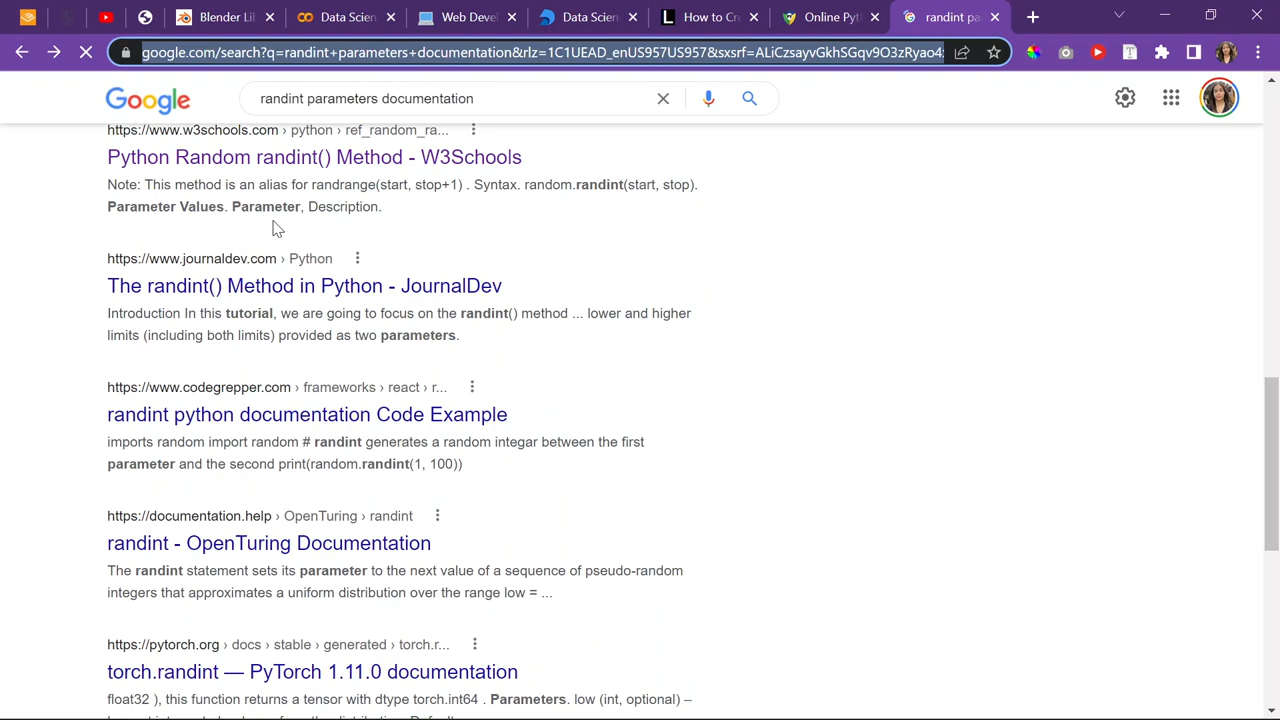 Blender Li
Data Scien
Web Devel
Data Scien
How to Cre
Online Pyt
randint pa
google.com/search?q=randint+parameters+documentation&rlz=1C1UEAD_enUS957US957&sxsrf=ALiCzsayvGkhSGqv9O3zRyao4
Google
randint parameters documentation
https://www.w3schools.com › python › ref_random_ra...
Python Random randint() Method - W3Schools
Note: This method is an alias for randrange(start, stop+1) . Syntax. random.randint(start, stop).
Parameter Values. Parameter, Description.
https://www.journaldev.com › Python
The randint() Method in Python - JournalDev
Introduction In this tutorial, we are going to focus on the randint() method ... lower and higher
limits (including both limits) provided as two parameters.
https://www.codegrepper.com › frameworks › react › r...
randint python documentation Code Example
imports random import random # randint generates a random integar between the first
parameter and the second print(random.randint(1, 100))
https://documentation.help › OpenTuring › randint
randint - OpenTuring Documentation
The randint statement sets its parameter to the next value of a sequence of pseudo-random
integers that approximates a uniform distribution over the range low = ...
https://pytorch.org › docs › stable › generated › torch.r...
torch.randint — PyTorch 1.11.0 documentation
float32 ), this function returns a tensor with dtype torch.int64 . Parameters. low (int, optional) –